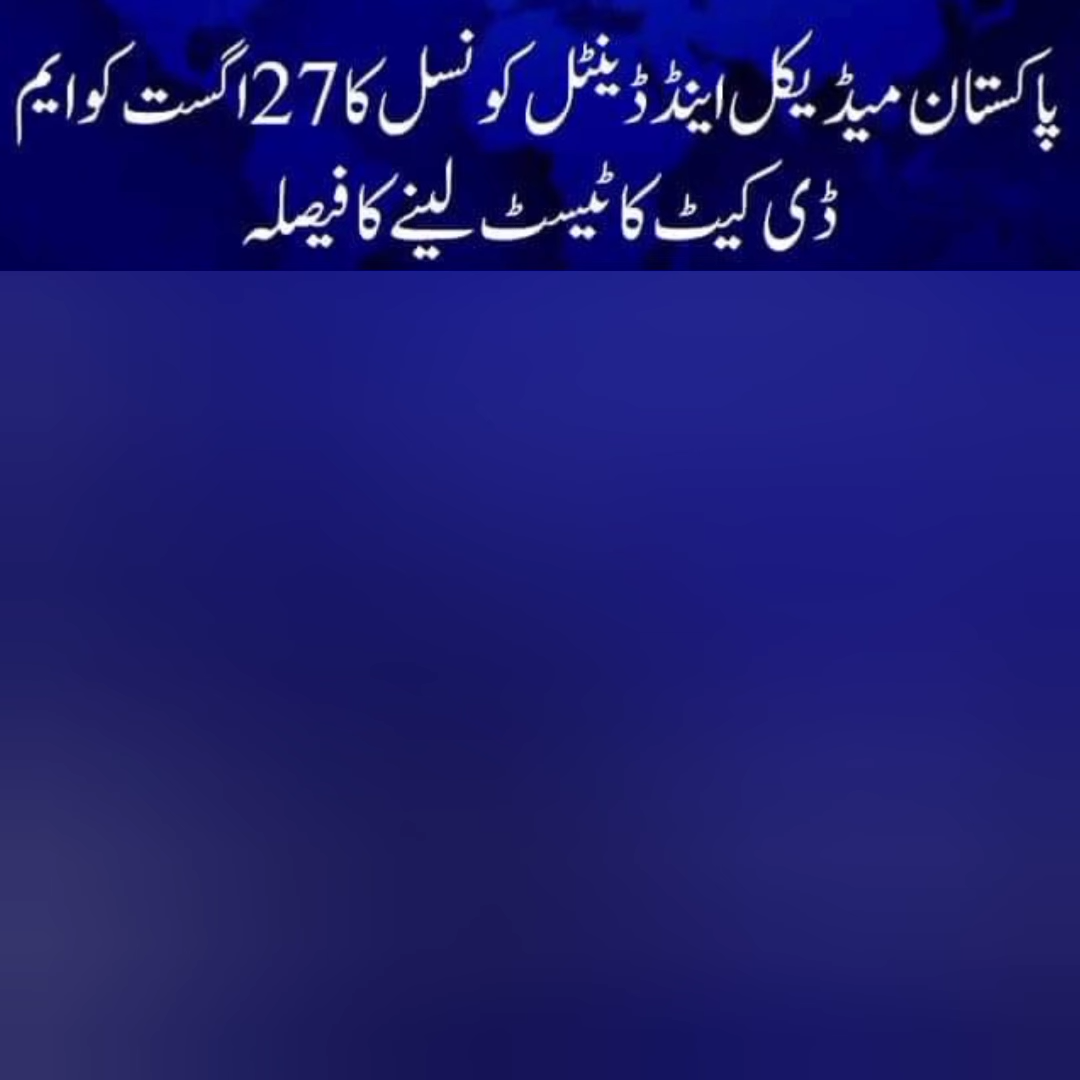 پاکستان میڈیکل اینڈ ڈینٹل کونسل کا 27 اگست کو ایم
ڈی کیٹ کا ٹیسٹ لینے کا فیصلہ